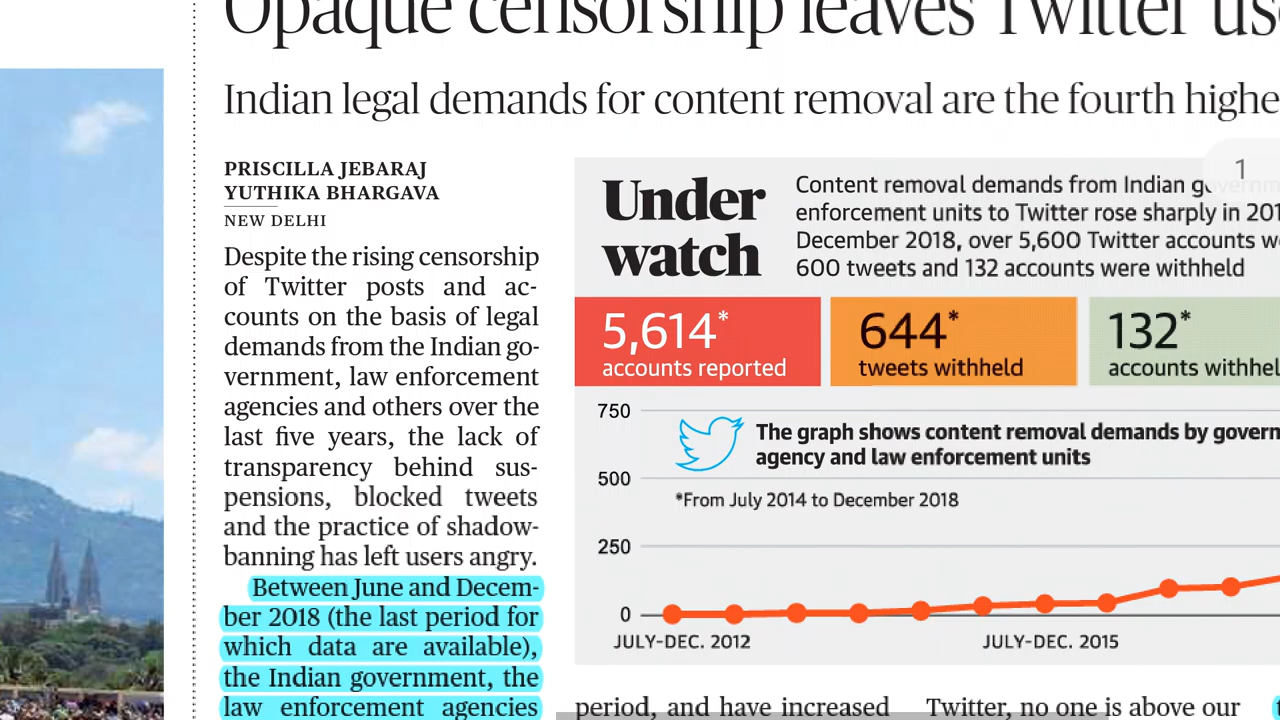 Opaque censorship leaves Twitter
Indian legal demands for content removal are the fourth
PRISCILLA JEBARAJ
YUTHIKA BHARGAVA
NEW DELHI
Despite the rising censorship
of Twitter posts and ac-
counts on the basis of legal
demands from the Indian go-
vernment, law enforcement
agencies and others over the
last five years, the lack of
transparency behind sus-
pensions, blocked tweets
and the practice of shadow-
banning has left users angry.
Between June and Decem-
ber 2018 (the last period for
which data are available),
the Indian government, the
law enforcement agencies
1
Under
watch
Content removal demands from Indian
enforcement units to Twitter rose sharply in
December 2018, over 5,600 Twitter accounts
600 tweets and 132 accounts were withheld
5,614*
accounts reported
644*
tweets withheld
132*
accounts
750
The graph shows content removal demands by
agency and law enforcement units
500
*From July 2014 to December 2018
250
0
JULY-DEC. 2012 JULY-DEC. 2015
period, and have increased
Twitter, no one is above our